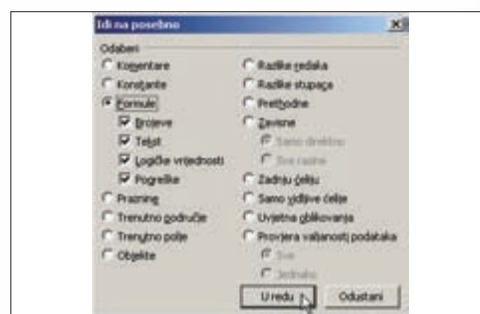 Idi na posebno
Odaberi
Komentare
Konstante
Formule
Brojeve
Tekst
Logičke vrijednosti
Pogreške
Praznine
Trenutno područje
Trenutno polje
Objekte
Razlike redaka
Razlike stupaca
Prethodne
Zavisne
Samo direktno
Sve razine
Zadnju ćeliju
Samo vidljive ćelije
Uvjetna oblikovanja
Provjera valjanosti podataka
Sve
Jednako
U redu
Odustani